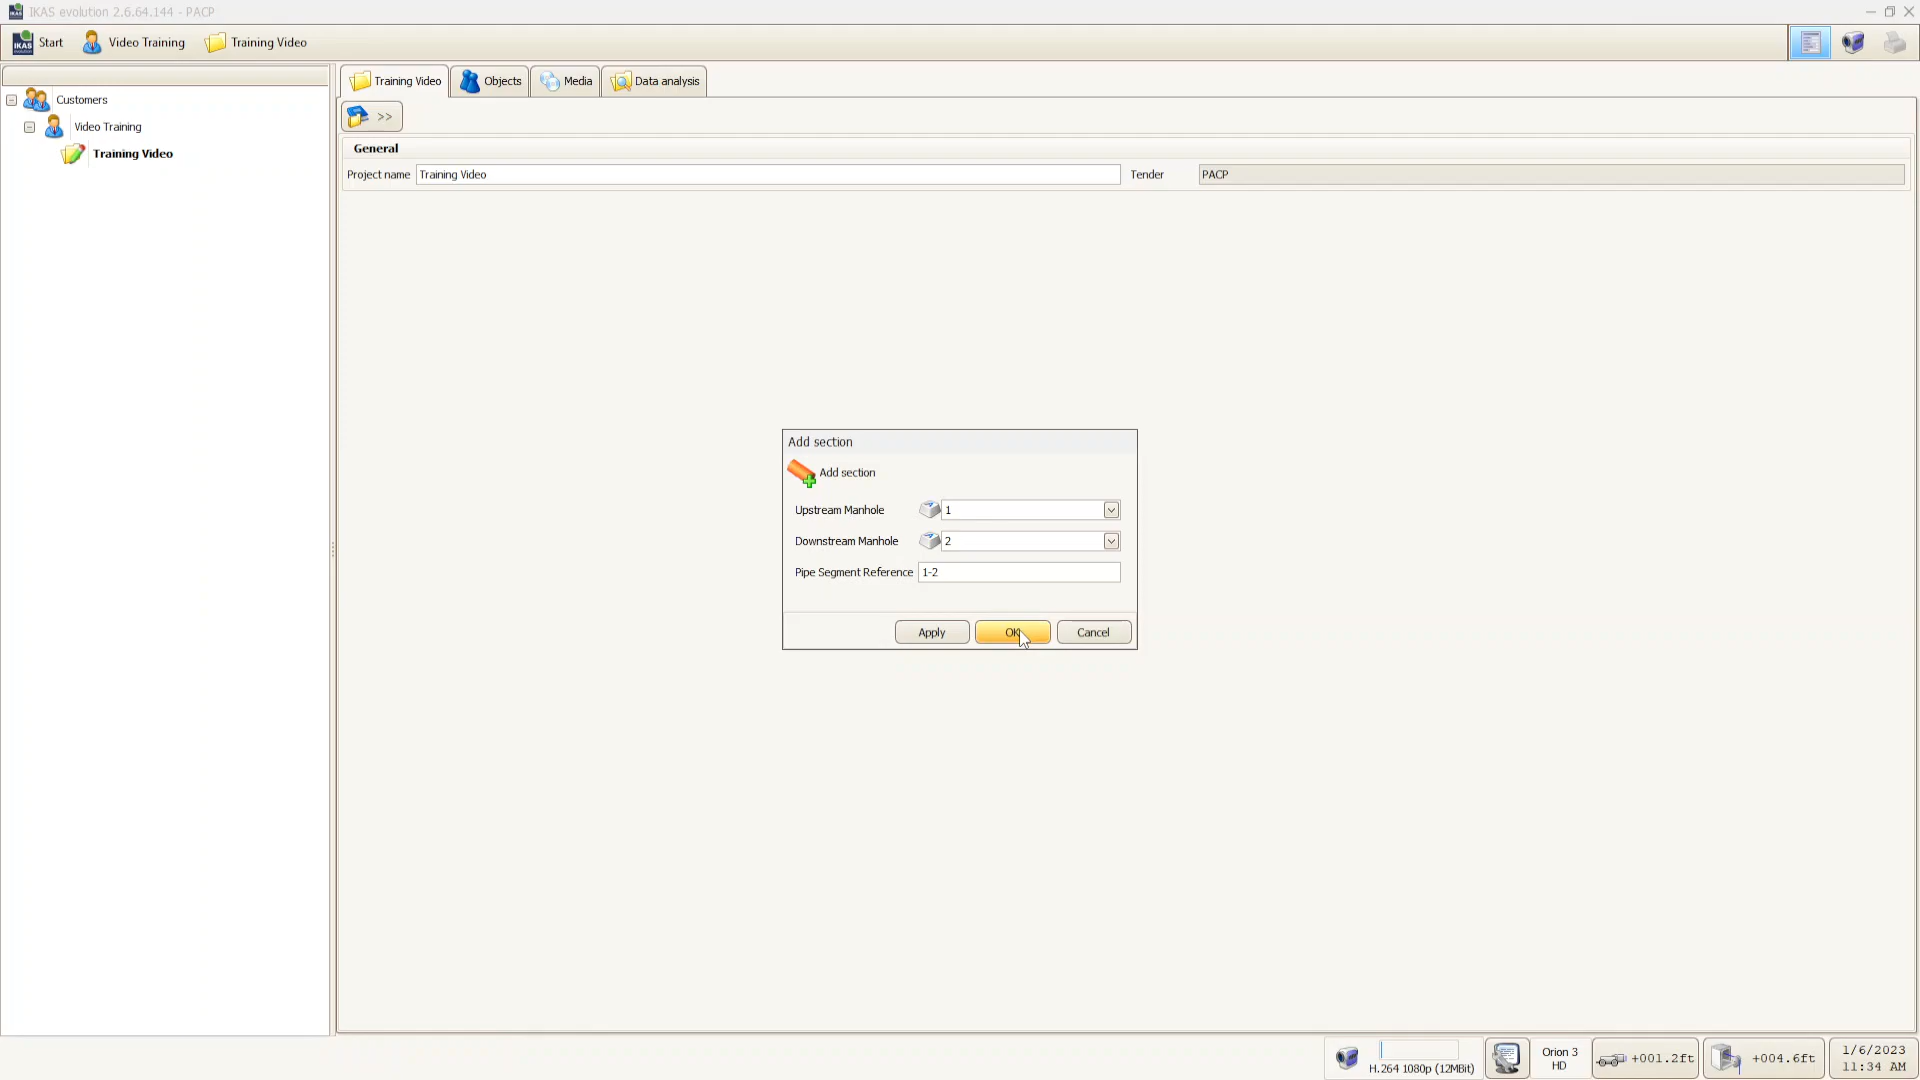 IKAS evolution 2.6.64.144 - PACP
Start Video Training Training Video
Customers
Video Training
Training Video
Training Video Objects Media Data analysis
>>
General
Project name Training Video Tender PACP
Add section
Add section
Upstream Manhole 1
Downstream Manhole 2
Pipe Segment Reference 1-2
Apply OK Cancel
H.264 1080p (12MBit)
Orion 3
HD
+001.2ft
+004.6ft
1/6/2023
11:34 AM